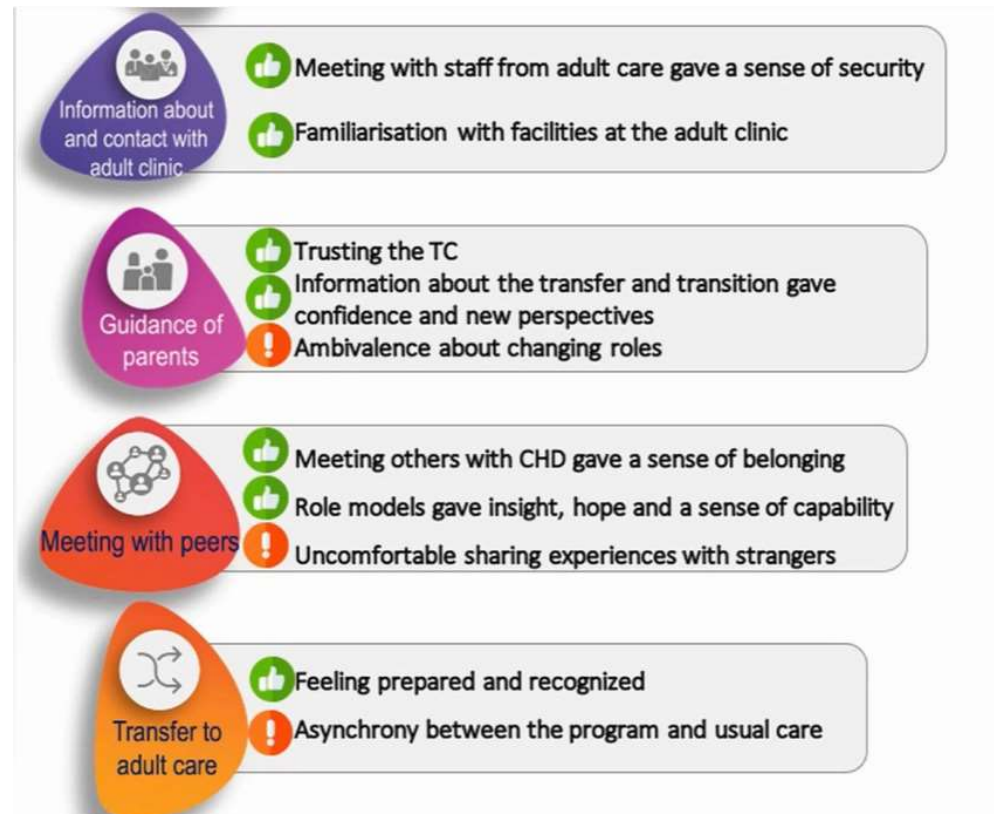 Information about
and contact with
adult clinic
Meeting with staff from adult care gave a sense of security
Familiarisation with facilities at the adult clinic
Guidance of
parents
Trusting the TC
Information about the transfer and transition gave
confidence and new perspectives
Ambivalence about changing roles
Meeting with peers
Meeting others with CHD gave a sense of belonging
Role models gave insight, hope and a sense of capability
Uncomfortable sharing experiences with strangers
Transfer to
adult care
Feeling prepared and recognized
Asynchrony between the program and usual care